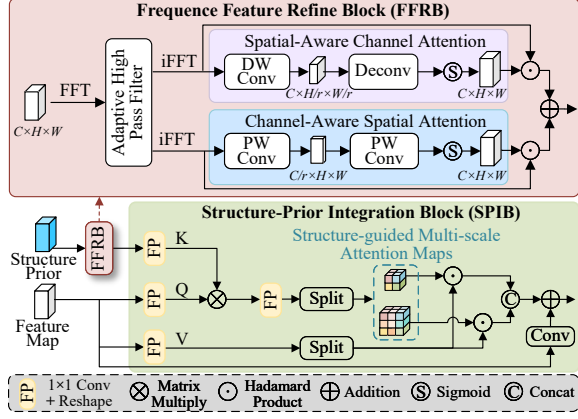 Frequence Feature Refine Block (FFRB)
Spatial-Aware Channel Attention
iFFT
DW
Conv
Deconv
S
C×H/r×W/r
C×H×W
FFT
Adaptive High
Pass Filter
C×H×W
Channel-Aware Spatial Attention
iFFT
PW
Conv
PW
Conv
S
C/r×H×W
C×H×W
Structure-Prior Integration Block (SPIB)
Structure-guided Multi-scale
Attention Maps
Structure
Prior
FFRB
FP
K
Feature
Map
FP
Q
FP
Split
C
FP
V
Split
Conv
FP
1×1 Conv
+ Reshape
Matrix
Multiply
Hadamard
Product
Addition
S
Sigmoid
C
Concat